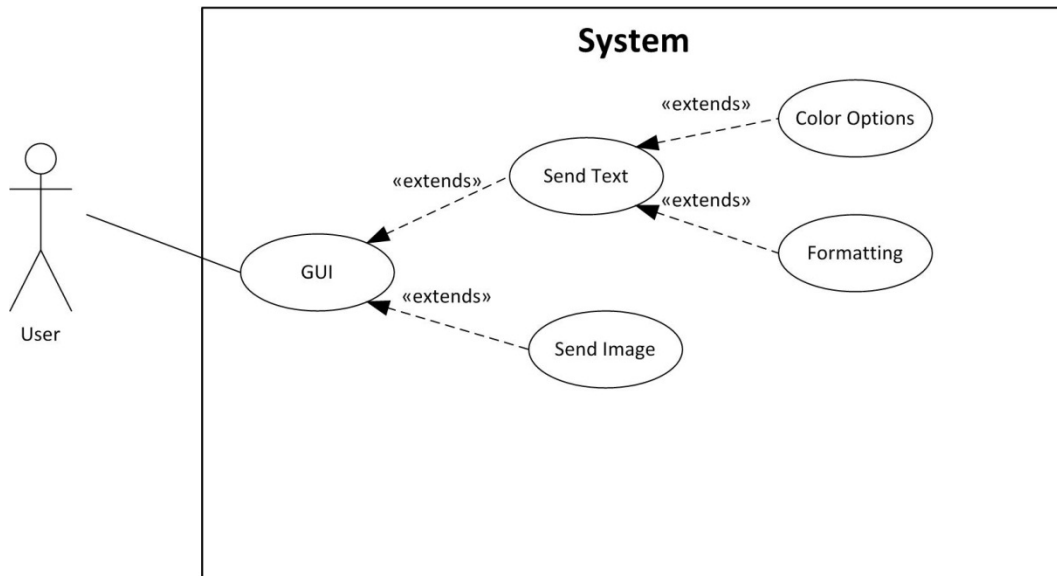 System
«extends»
Color Options
«extends»
Send Text
«extends»
Formatting
GUI
«extends»
Send Image
User